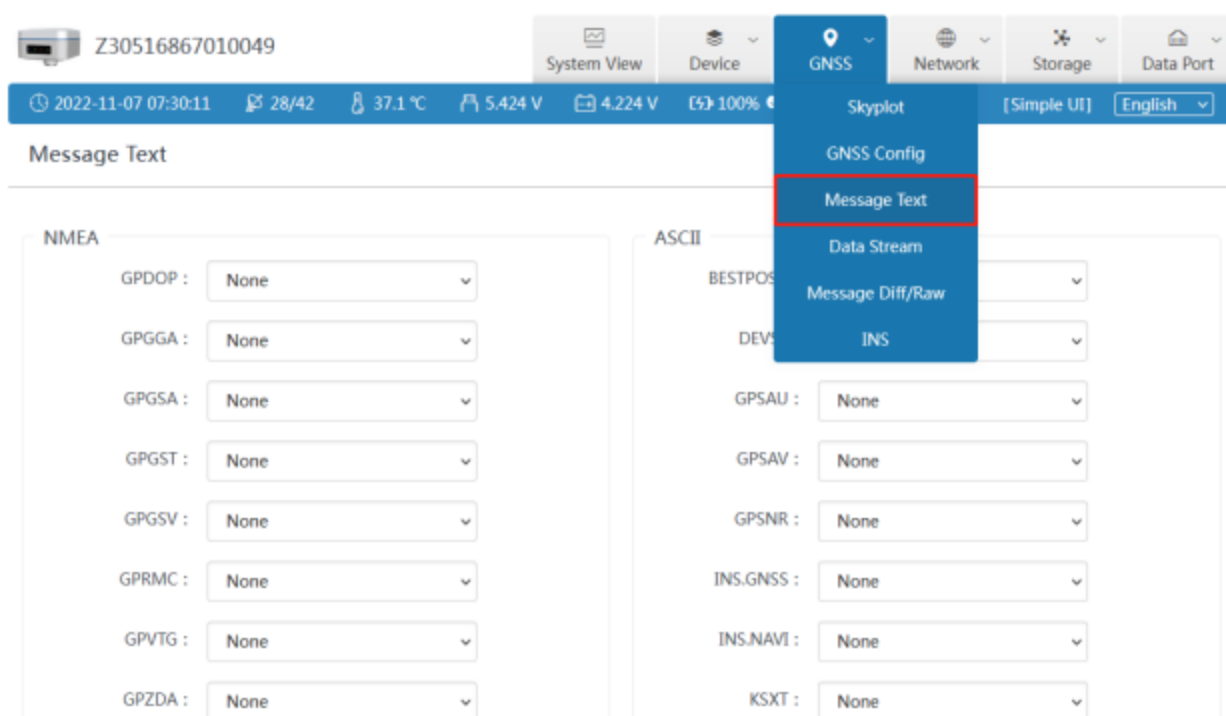 Z30516867010049
System View Device GNSS Network Storage Data Port
2022-11-07 07:30:11 28/42 37.1 ℃ 5.424 V 4.224 V 100% [Simple UI] English
Skyplot
GNSS Config
Message Text
Data Stream
Message Diff/Raw
INS
Message Text
NMEA
GPDOP : None
GPGGA : None
GPGSA : None
GPGST : None
GPGSV : None
GPRMC : None
GPVTG : None
GPZDA : None
ASCII
BESTPOS
DEV
GPSAU : None
GPSAV : None
GPSNR : None
INS.GNSS : None
INS.NAVI : None
KSXT : None